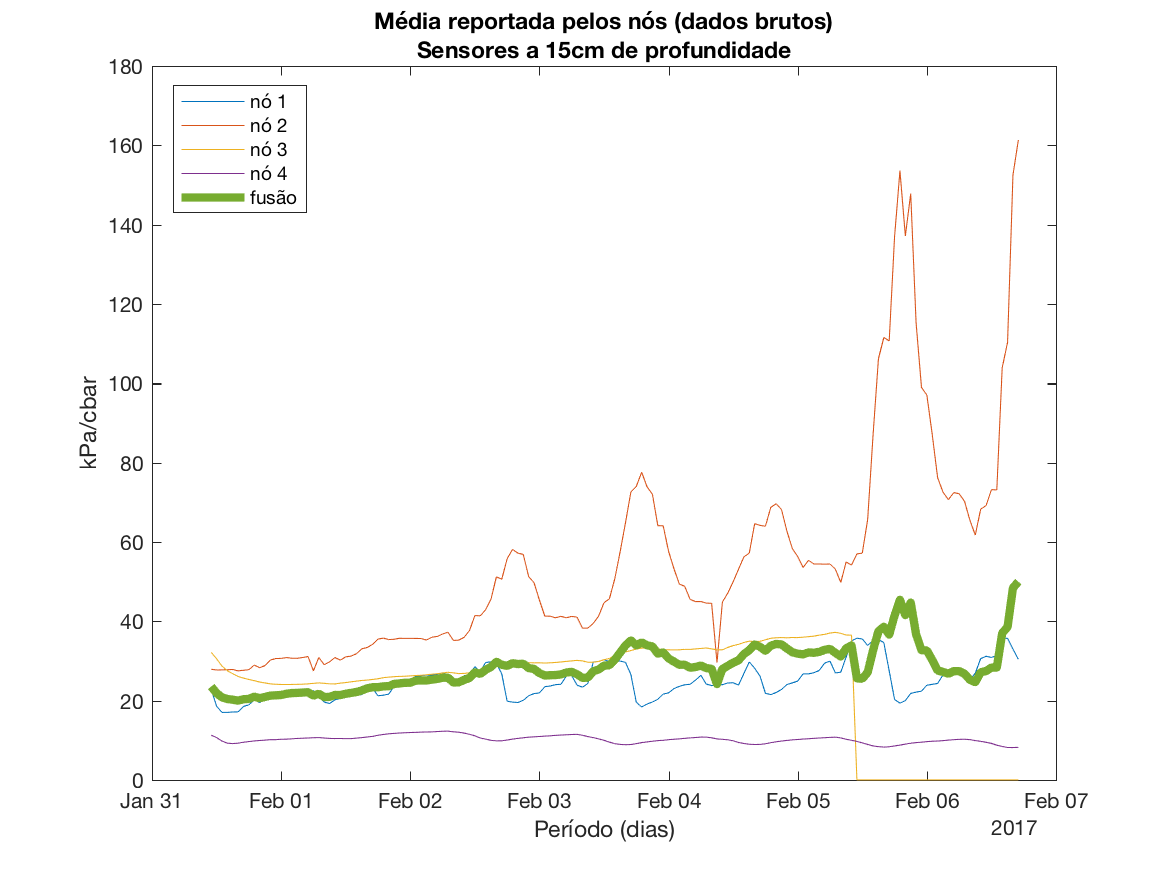 Média reportada pelos nós (dados brutos)
Sensores a 15cm de profundidade
kPa/cbar
180
160
140
120
100
80
60
40
20
0
nó 1
nó 2
nó 3
nó 4
fusão
Jan 31 Feb 01 Feb 02 Feb 03 Feb 04 Feb 05 Feb 06 Feb 07
Período (dias)
2017